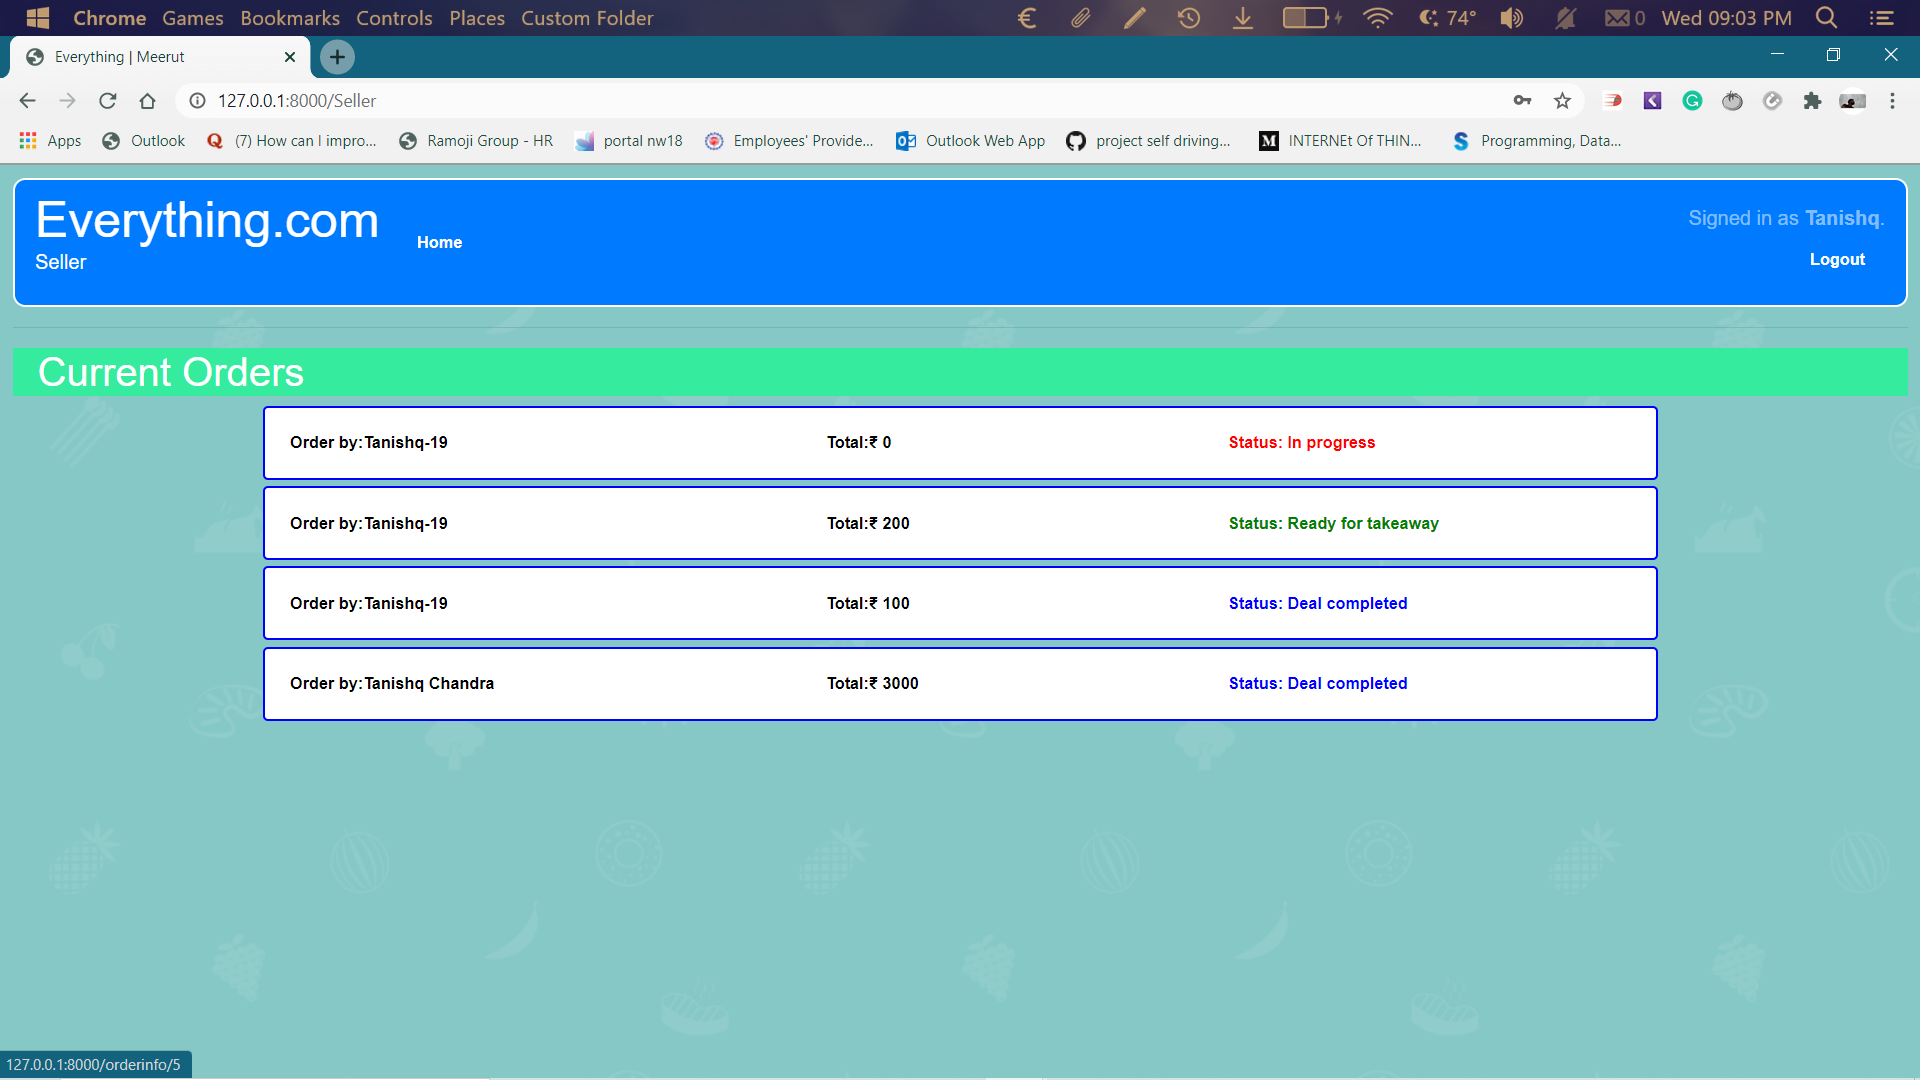 Chrome Games Bookmarks Controls Places Custom Folder 74° 0 Wed 09:03 PM
Everything | Meerut
127.0.0.1:8000/Seller
Apps Outlook (7) How can I impro... Ramoji Group - HR portal nw18 Employees' Provide... Outlook Web App project self driving... INTERNEt Of THIN... Programming, Data...
Everything.com
Home
Seller
Signed in as Tanishq.
Logout
Current Orders
Order by:Tanishq-19 Total:₹ 0 Status: In progress
Order by:Tanishq-19 Total:₹ 200 Status: Ready for takeaway
Order by:Tanishq-19 Total:₹ 100 Status: Deal completed
Order by:Tanishq Chandra Total:₹ 3000 Status: Deal completed
127.0.0.1:8000/orderinfo/5